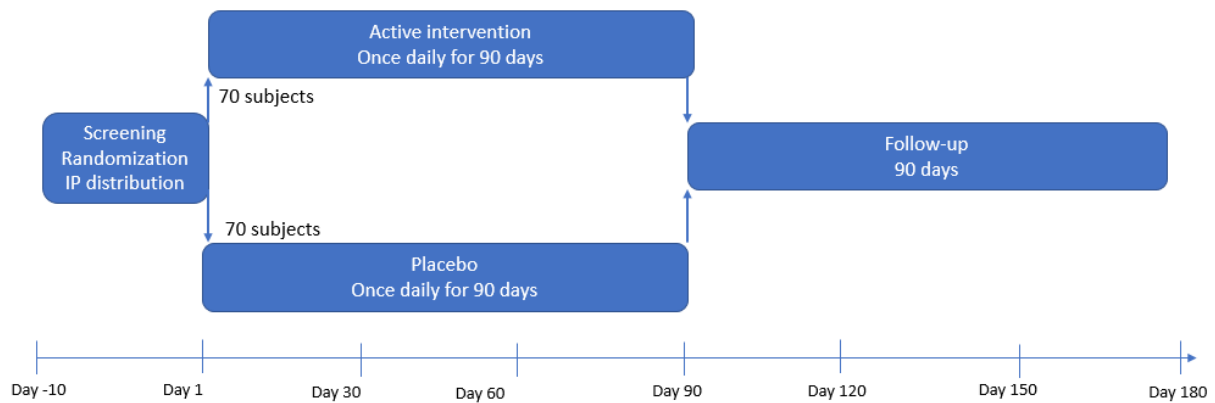 Active intervention
Once daily for 90 days
70 subjects
Screening
Randomization
IP distribution
Follow-up
90 days
70 subjects
Placebo
Once daily for 90 days
Day -10
Day 1
Day 30
Day 60
Day 90
Day 120
Day 150
Day 180